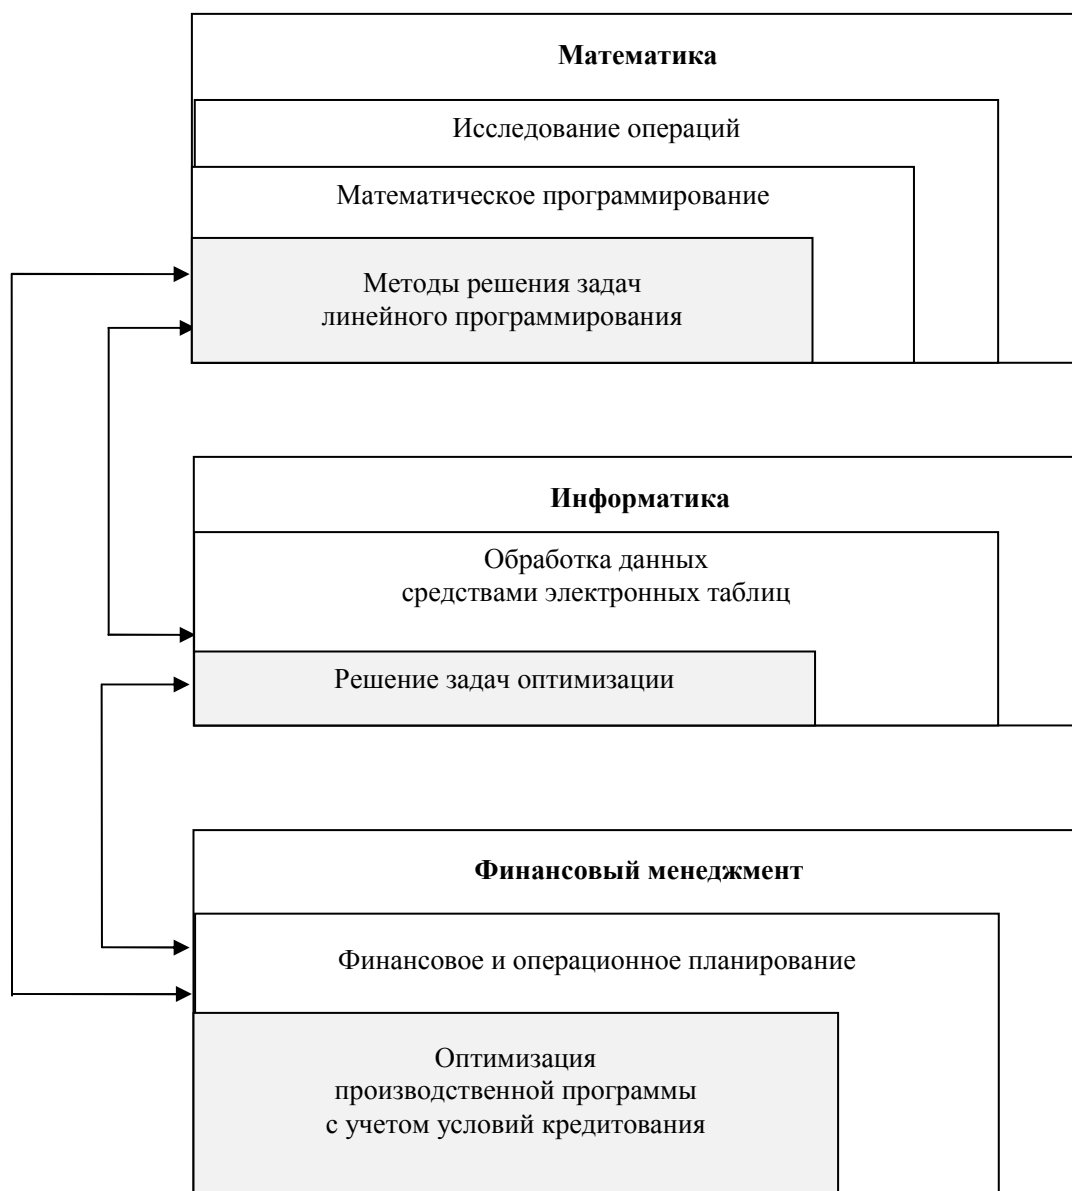 Математика
Исследование операций
Математическое программирование
Методы решения задач
линейного программирования
Информатика
Обработка данных
средствами электронных таблиц
Решение задач оптимизации
Финансовый менеджмент
Финансовое и операционное планирование
Оптимизация
производственной программы
с учетом условий кредитования